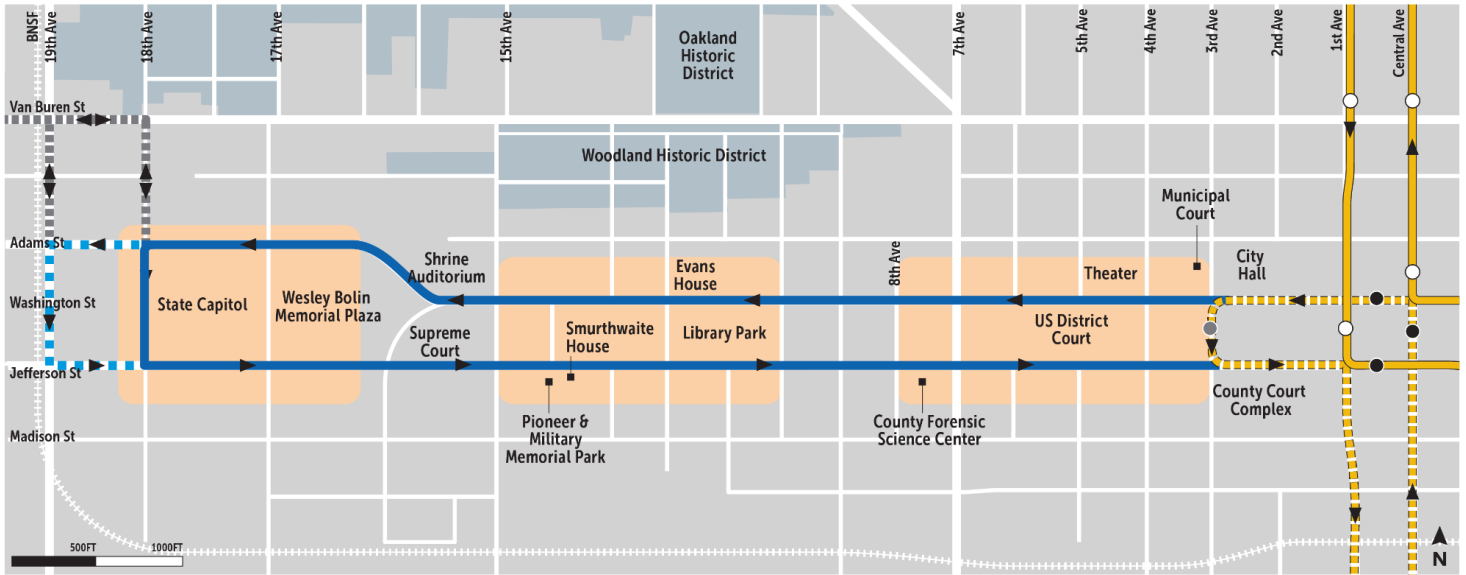 BNSF
19th Ave
18th Ave
17th Ave
15th Ave
7th Ave
5th Ave
4th Ave
3rd Ave
2nd Ave
1st Ave
Central Ave
Oakland
Historic
District
Van Buren St
Woodland Historic District
Municipal
Court
Adams St
Shrine
Auditorium
Evans
House
8th Ave
Theater
City
Hall
Washington St
State Capitol
Wesley Bolin
Memorial Plaza
Supreme
Court
Smurthwaite
House
Library Park
US District
Court
Jefferson St
County Court
Complex
Pioneer &
Military
Memorial Park
County Forensic
Science Center
Madison St
500FT
1000FT
N